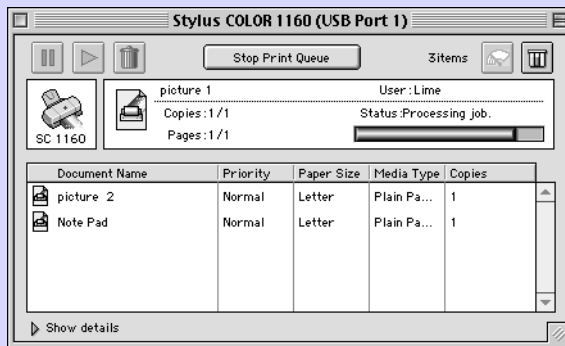 Stylus COLOR 1160 (USB Port 1)
Stop Print Queue
3items
picture 1
User :Lime
Copies :1/1
Status :Processing job.
Pages :1/1
SC 1160
Document Name Priority Paper Size Media Type Copies
picture 2 Normal Letter Plain Pa... 1
Note Pad Normal Letter Plain Pa... 1
Show details